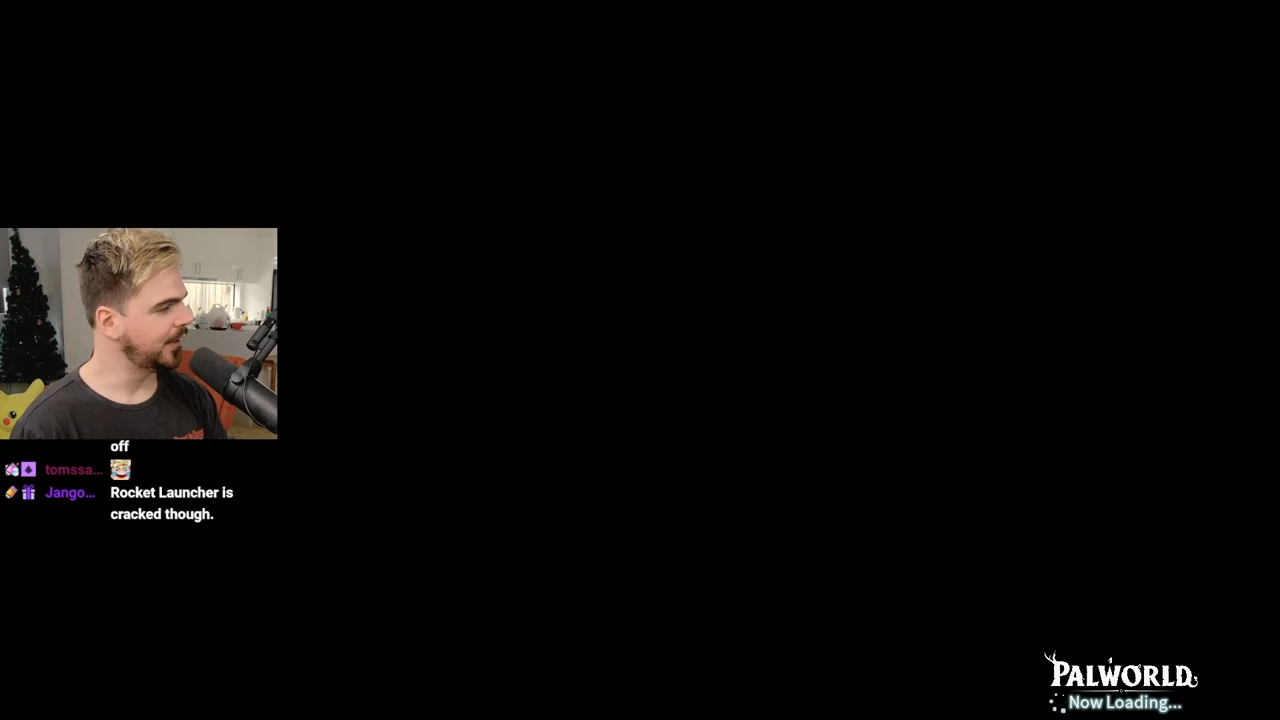 off
tomssa...
Jango... Rocket Launcher is
cracked though.
PALWORLD
Now Loading...